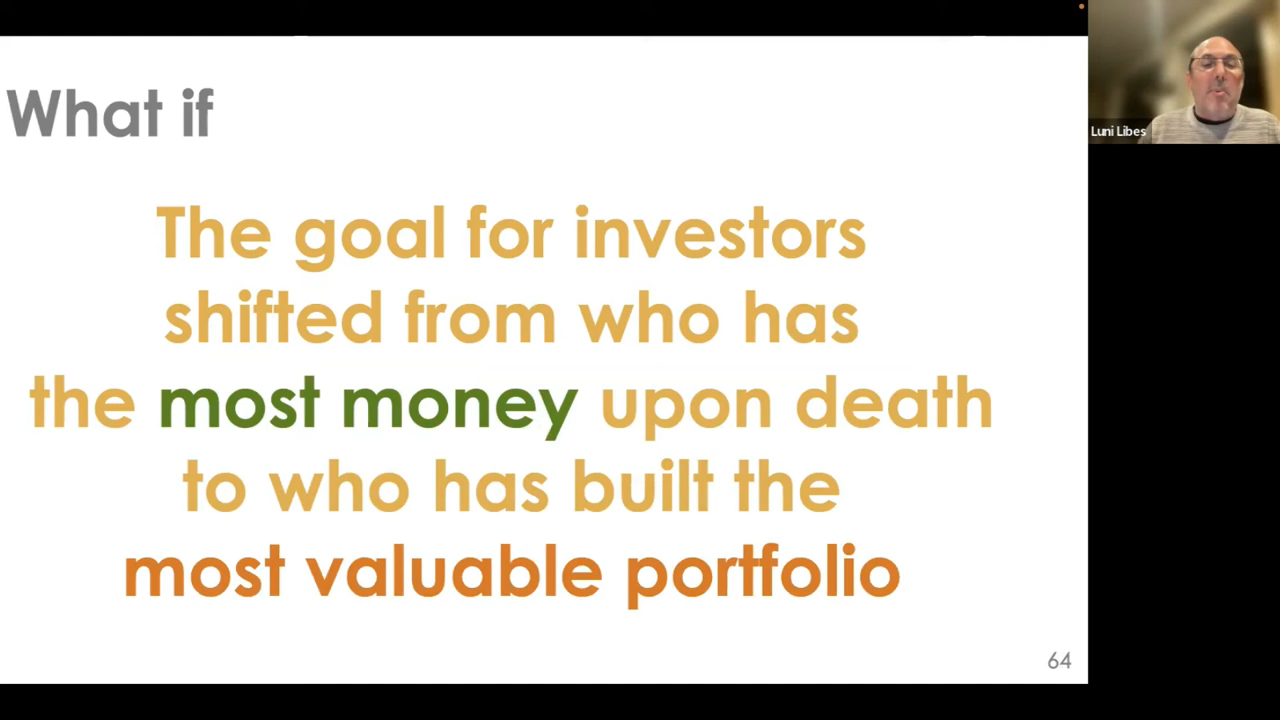 What if
The goal for investors
shifted from who has
the most money upon death
to who has built the
most valuable portfolio
64
Luni Libes